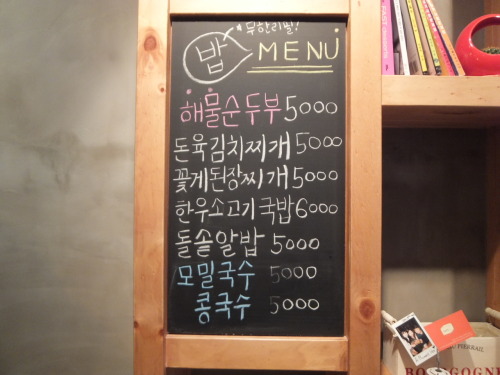 무한리필!
밥 MENU
해물순두부 5000
돈육김치찌개 5000
꽃게된장찌개 5000
한우소고기국밥 6000
돌솥알밥 5000
모밀국수 5000
콩국수 5000